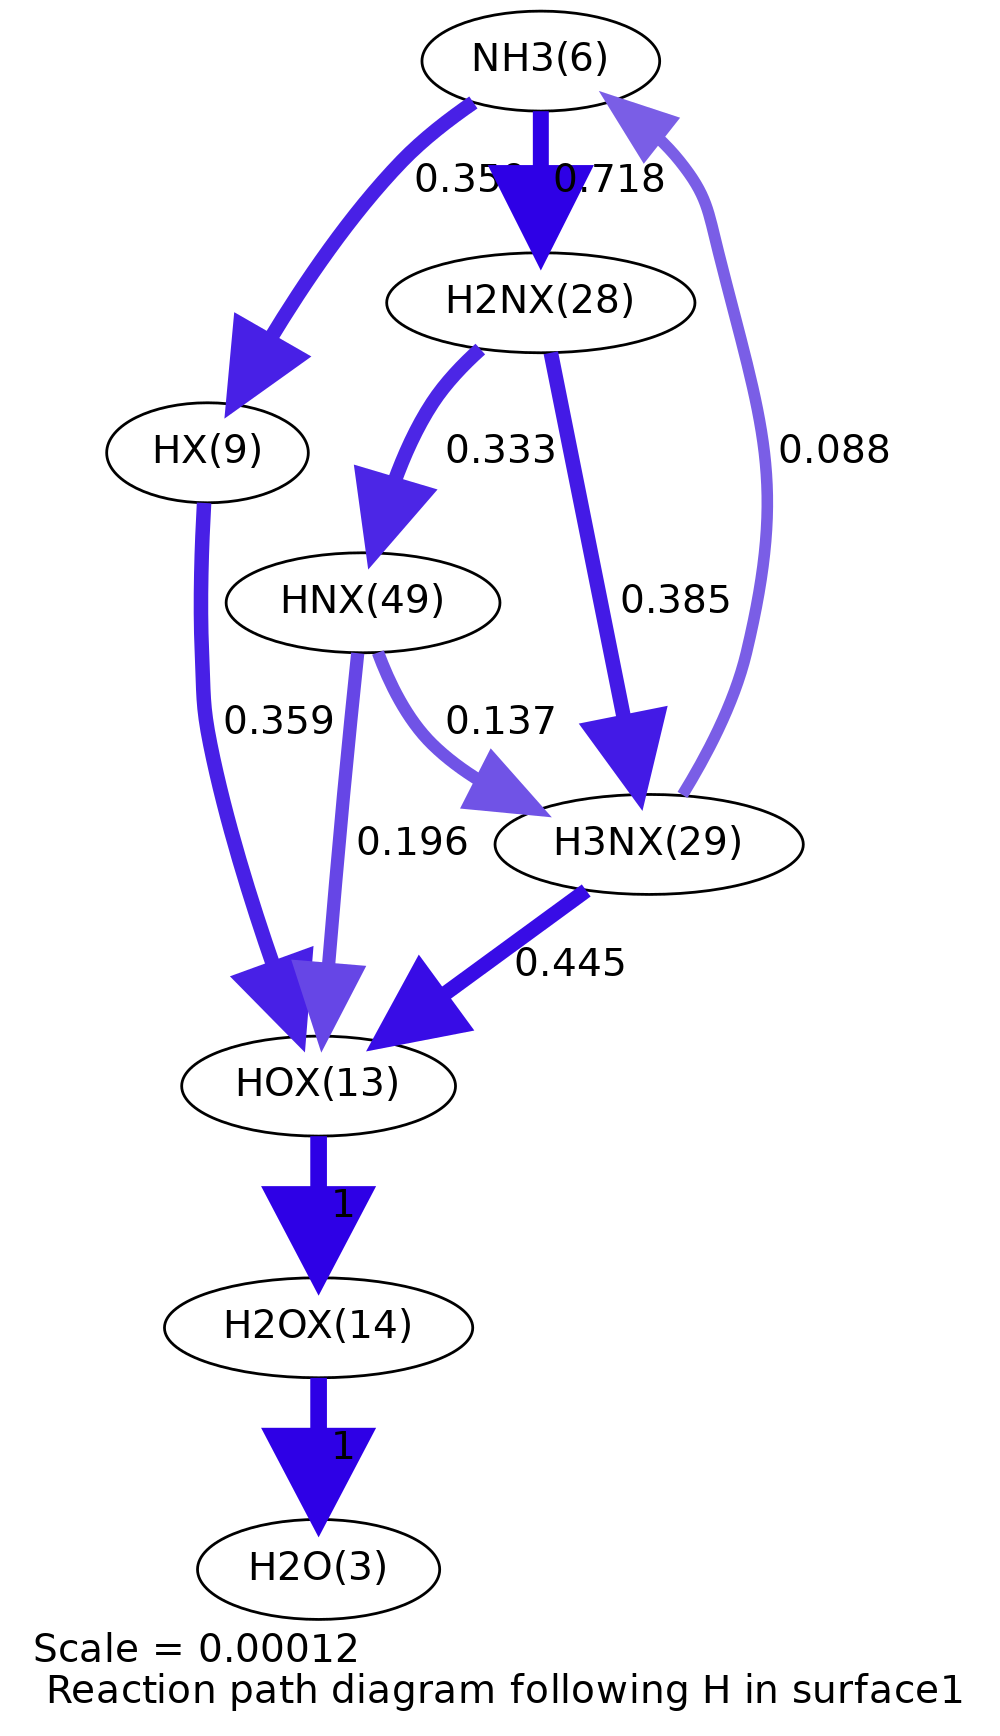 NH3(6)
0.718
H2NX(28)
HX(9)
0.333
0.088
HNX(49)
0.385
0.359
0.137
0.196
H3NX(29)
0.445
HOX(13)
1
H2OX(14)
1
H2O(3)
Scale = 0.00012
Reaction path diagram following H in surface1